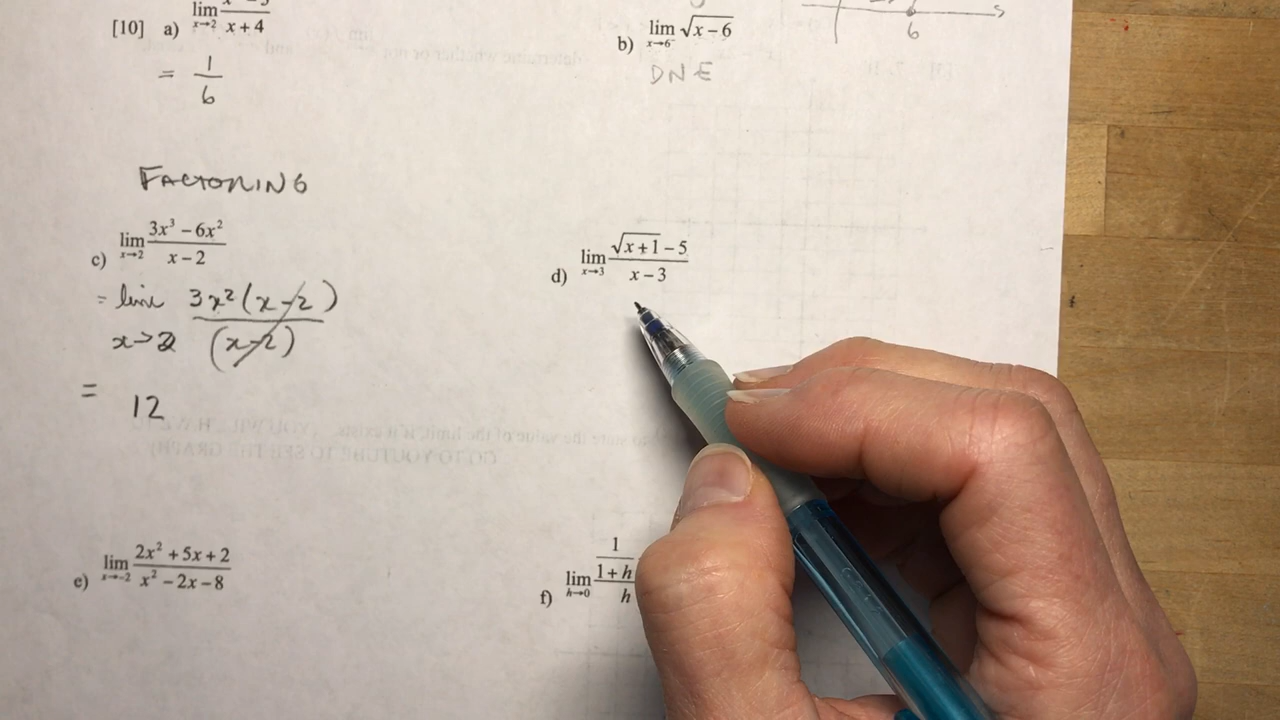 [10] a) lim x→2 / x + 4
= 1/6
b) lim x→6⁻ √(x − 6)
DNE
6
FACTORING
c) lim x→2 (3x³ − 6x²)/(x − 2)
= lim x→2 3x²(x−2)/(x−2)
= 12
d) lim x→3 (√(x+1) − 5)/(x − 3)
e) lim x→−2 (2x² + 5x + 2)/(x² − 2x − 8)
f) lim h→0 1/(1 + h) / h